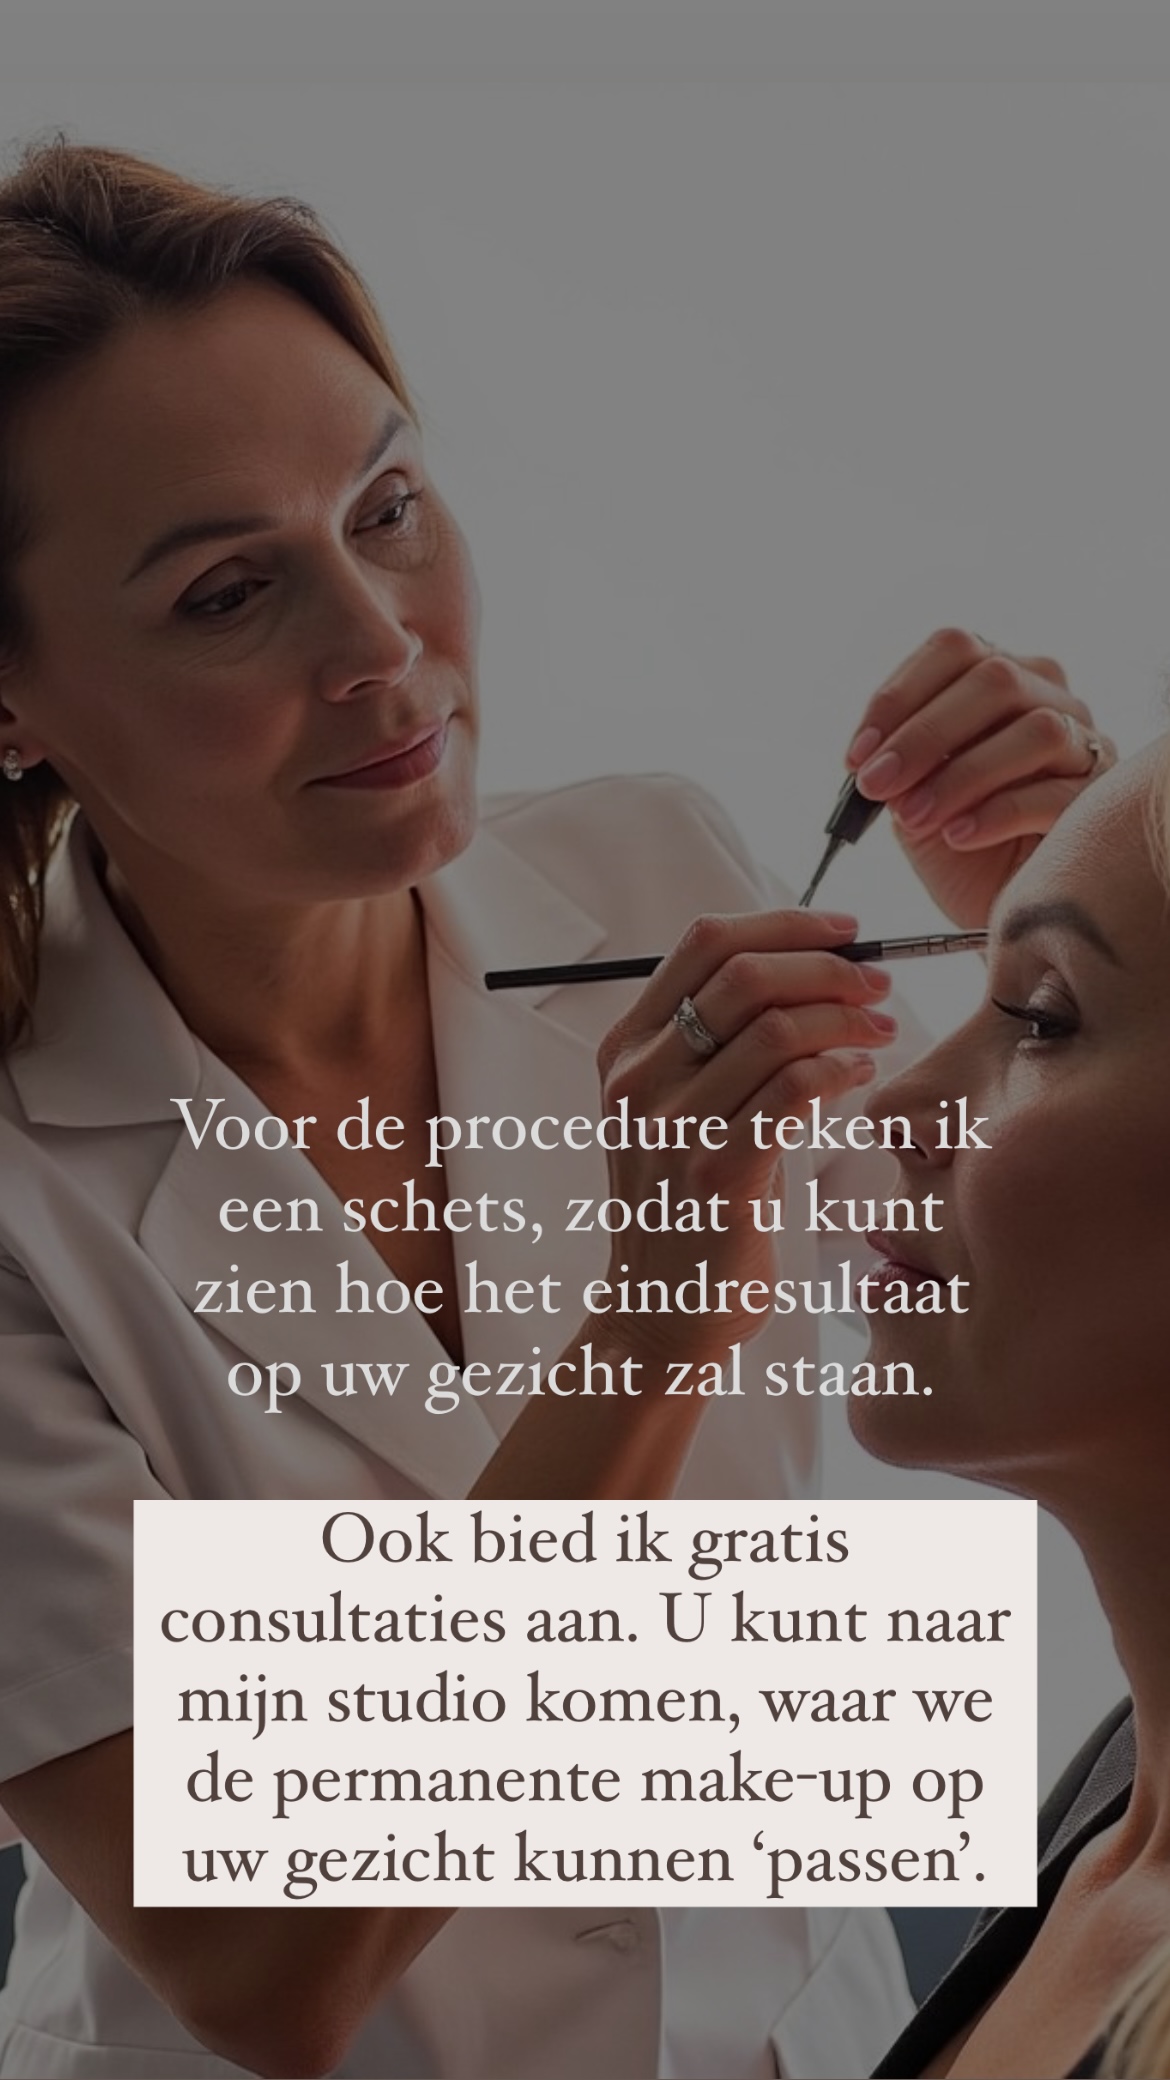 Voor de procedure teken ik
een schets, zodat u kunt
zien hoe het eindresultaat
op uw gezicht zal staan.
Ook bied ik gratis
consultaties aan. U kunt naar
mijn studio komen, waar we
de permanente make-up op
uw gezicht kunnen ‘passen’.